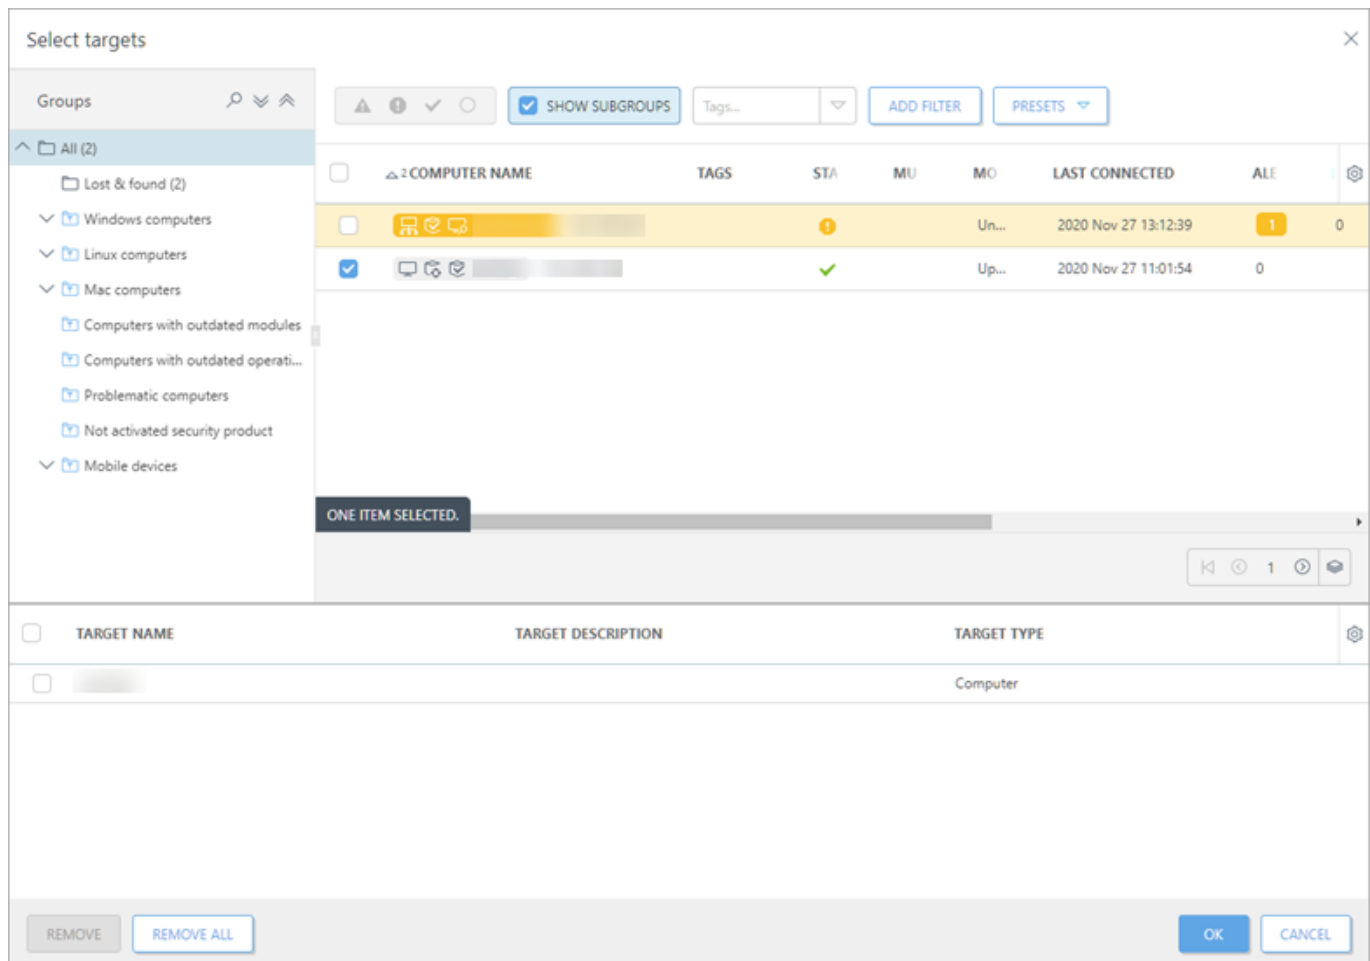 Select targets
Groups
SHOW SUBGROUPS
Tags...
ADD FILTER
PRESETS
All (2)
Lost & found (2)
Windows computers
Linux computers
Mac computers
Computers with outdated modules
Computers with outdated operati...
Problematic computers
Not activated security product
Mobile devices
2 COMPUTER NAME TAGS STA MU MO LAST CONNECTED ALE
Un... 2020 Nov 27 13:12:39 1 0
Up... 2020 Nov 27 11:01:54 0
ONE ITEM SELECTED.
1
TARGET NAME TARGET DESCRIPTION TARGET TYPE
Computer
REMOVE
REMOVE ALL
OK
CANCEL